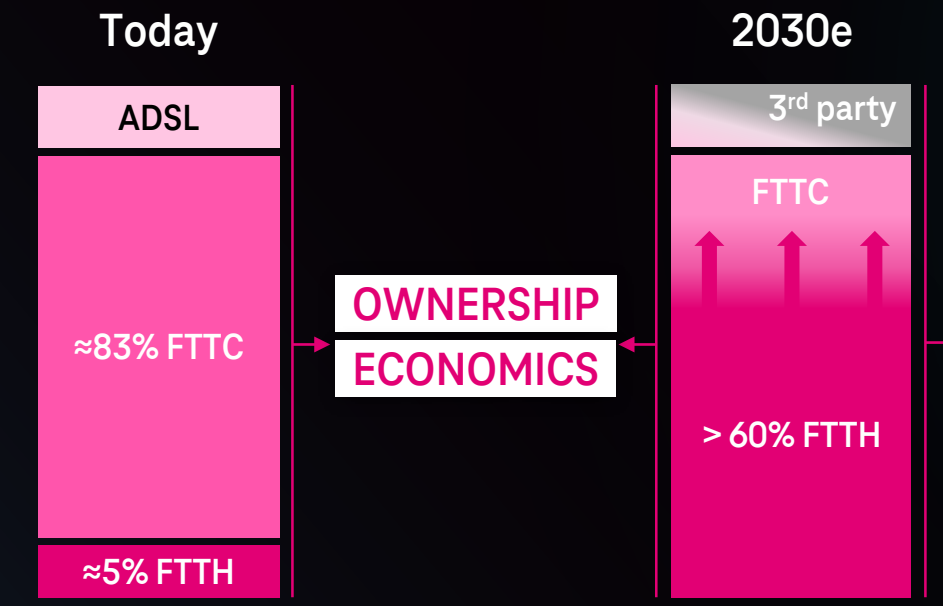 Today
ADSL
≈83% FTTC
≈5% FTTH
OWNERSHIP
ECONOMICS
2030e
3rd party
FTTC
> 60% FTTH